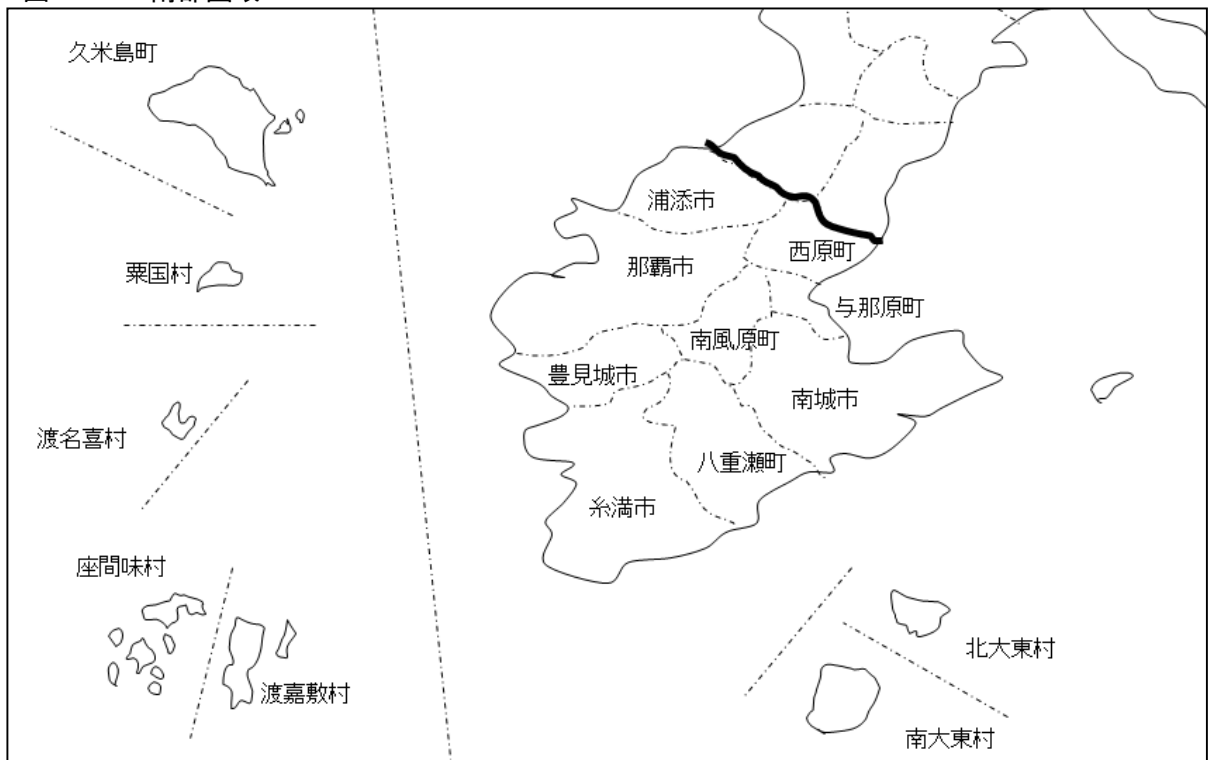 久米島町
浦添市
西原町
那覇市
粟国村
与那原町
南風原町
豊見城市
南城市
渡名喜村
八重瀬町
糸満市
座間味村
北大東村
渡嘉敷村
南大東村